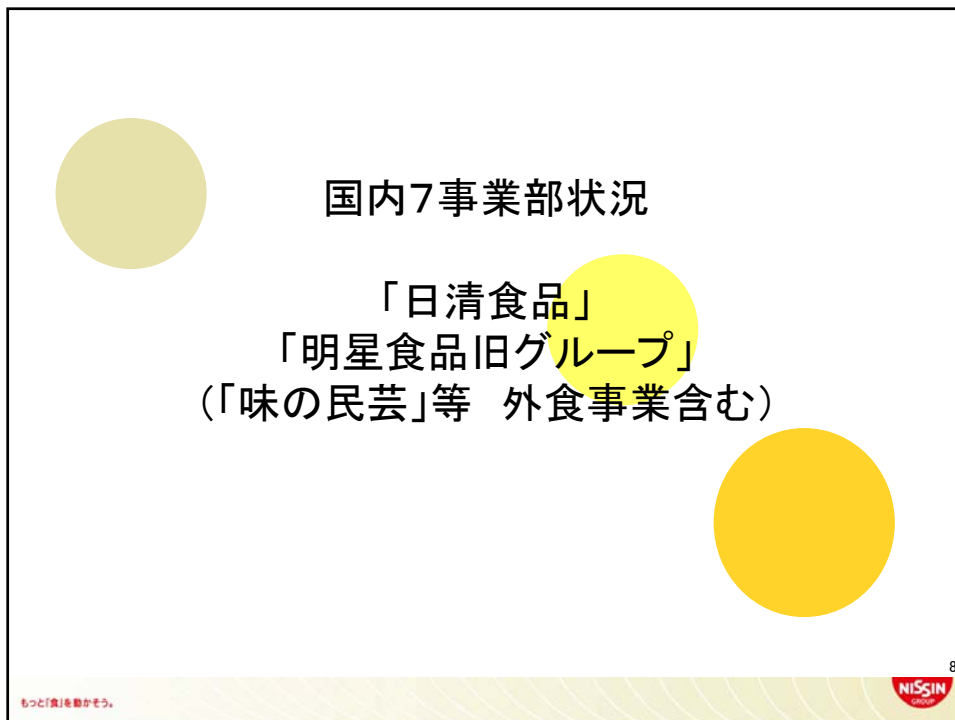 国内7事業部状況
「日清食品」
「明星食品旧グループ」
（「味の民芸」等　外食事業含む）
8
もっと「食」を動かそう。
NISSIN
GROUP